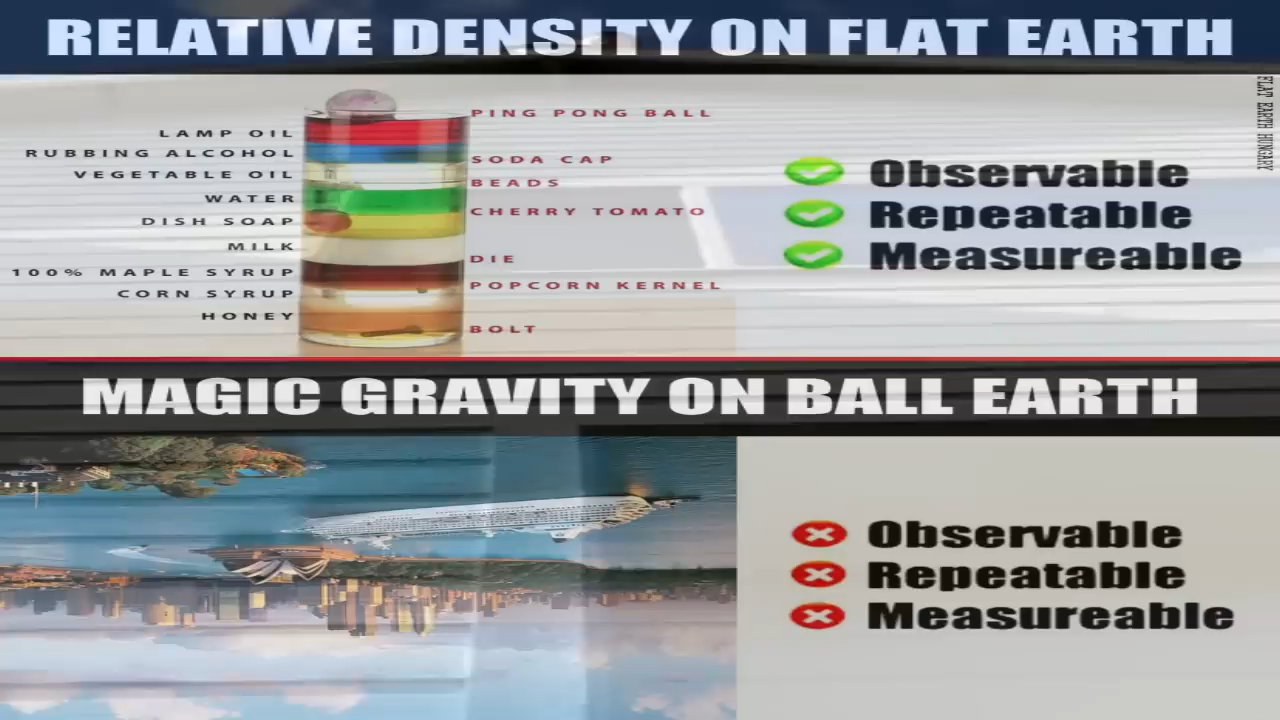 RELATIVE DENSITY ON FLAT EARTH
FLAT EARTH HUNGARY
PING PONG BALL
LAMP OIL
RUBBING ALCOHOL
SODA CAP
VEGETABLE OIL
BEADS
WATER
CHERRY TOMATO
DISH SOAP
MILK
DIE
100% MAPLE SYRUP
POPCORN KERNEL
CORN SYRUP
HONEY
BOLT
Observable
Repeatable
Measureable
MAGIC GRAVITY ON BALL EARTH
Observable
Repeatable
Measureable